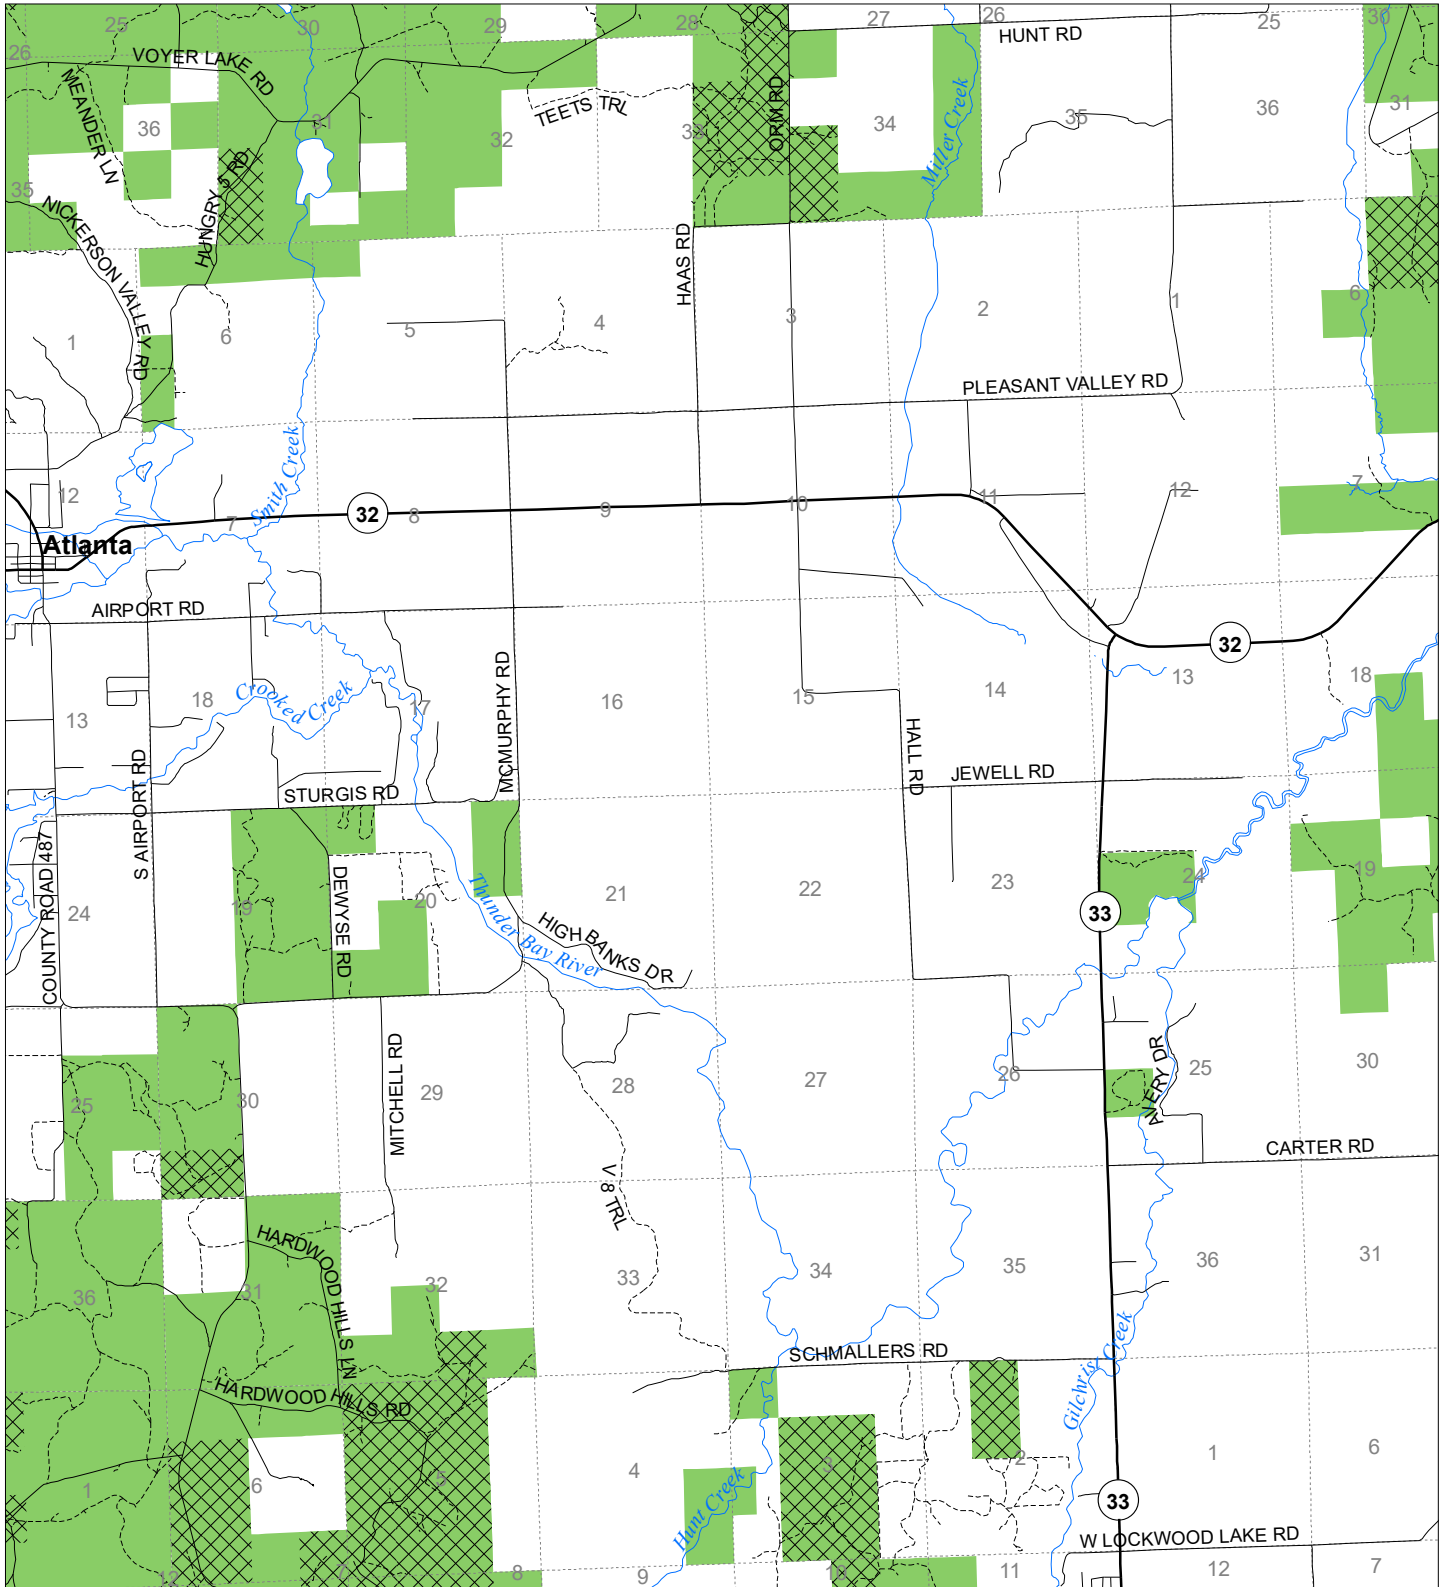 25
30
29
28
27
26
25
30
26
VOYER LAKE RD
HUNT RD
MEANDER LN
36
31
32
TEETS TRL
33
ORM RD
34
Miller Creek
35
36
31
35
NICKERSON VALLEY RD
HUNGRY 5 RD
HAAS RD
1
6
5
4
3
2
1
6
PLEASANT VALLEY RD
12
7
Smith Creek
32
8
9
10
11
12
7
Atlanta
AIRPORT RD
32
13
18
Crooked Creek
17
MCMURPHY RD
16
15
14
13
18
HALL RD
S AIRPORT RD
STURGIS RD
JEWELL RD
COUNTY ROAD 487
24
19
DEWYSE RD
20
Thunder Bay River
21
HIGH BANKS DR
22
23
33
24
19
25
30
MITCHELL RD
29
28
27
26
AVERY DR
25
30
CARTER RD
V 8 TRL
36
31
HARDWOOD HILLS LN
32
33
34
35
36
31
SCHMALLERS RD
Gilchrist Creek
HARDWOOD HILLS RD
1
6
5
4
Hunt Creek
3
2
33
1
6
W LOCKWOOD LAKE RD
12
7
8
9
10
11
12
7